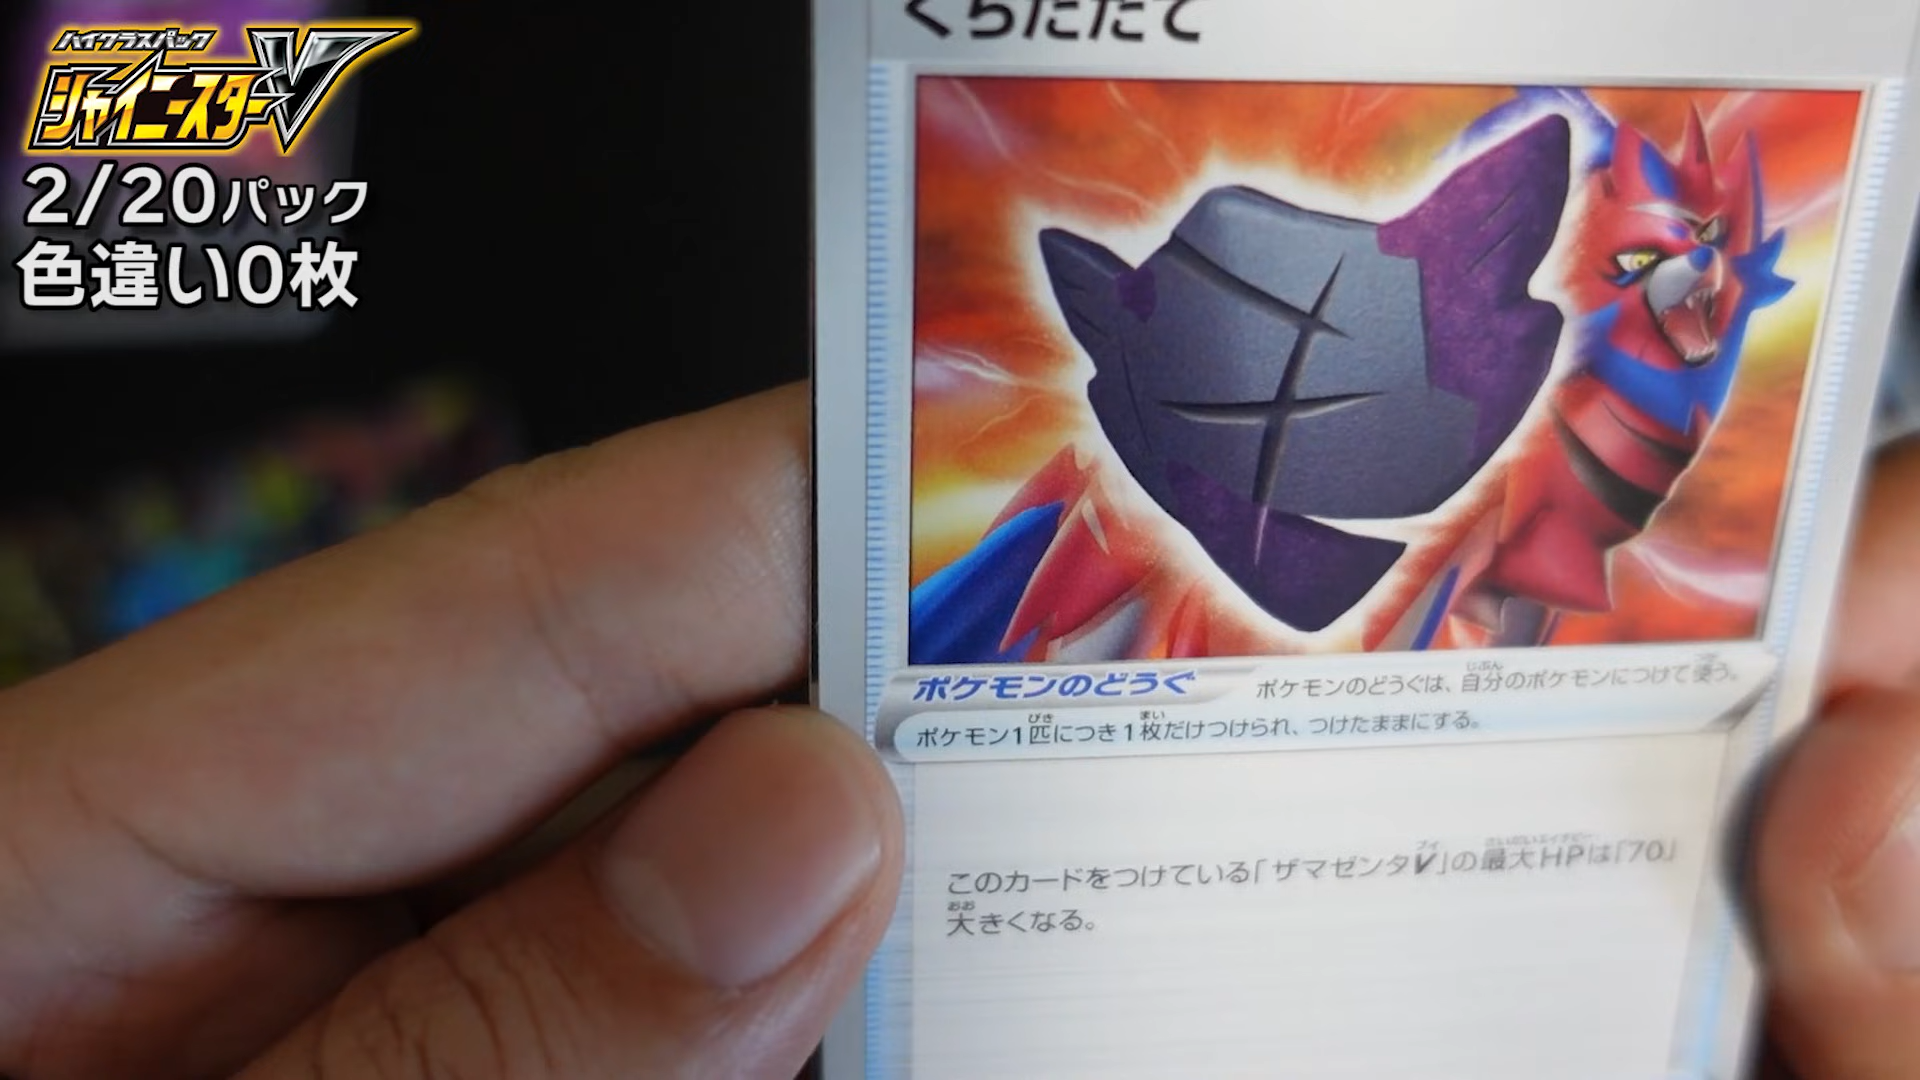 ハイクラスパック
シャイニースターV
2/20パック
色違い0枚
くちたたて
ポケモンのどうぐ
ポケモンのどうぐは、自分のポケモンにつけて使う。
ポケモン1匹につき1枚だけつけられ、つけたままにする。
このカードをつけている「ザマゼンタV」の最大HPは「70」
大きくなる。